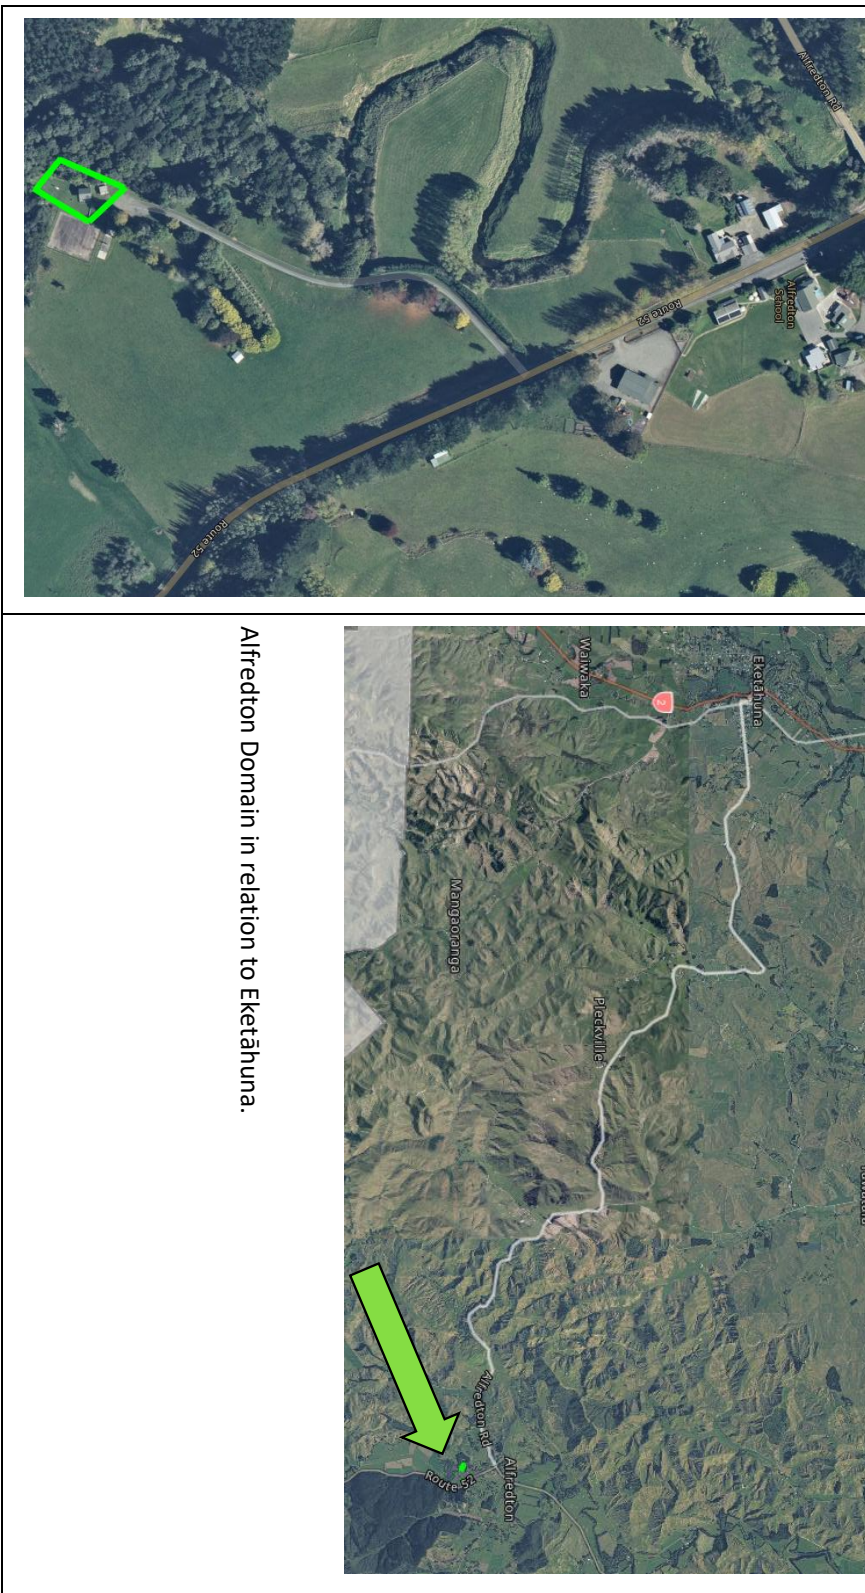 Alfredton Rd
Alfredton
School
Route 52
Route 52
Eketāhuna
2
Waiwaka
Mangaoranga
Pleckville
Alfredton Rd
Alfredton
Route 52
Alfredton Domain in relation to Eketāhuna.